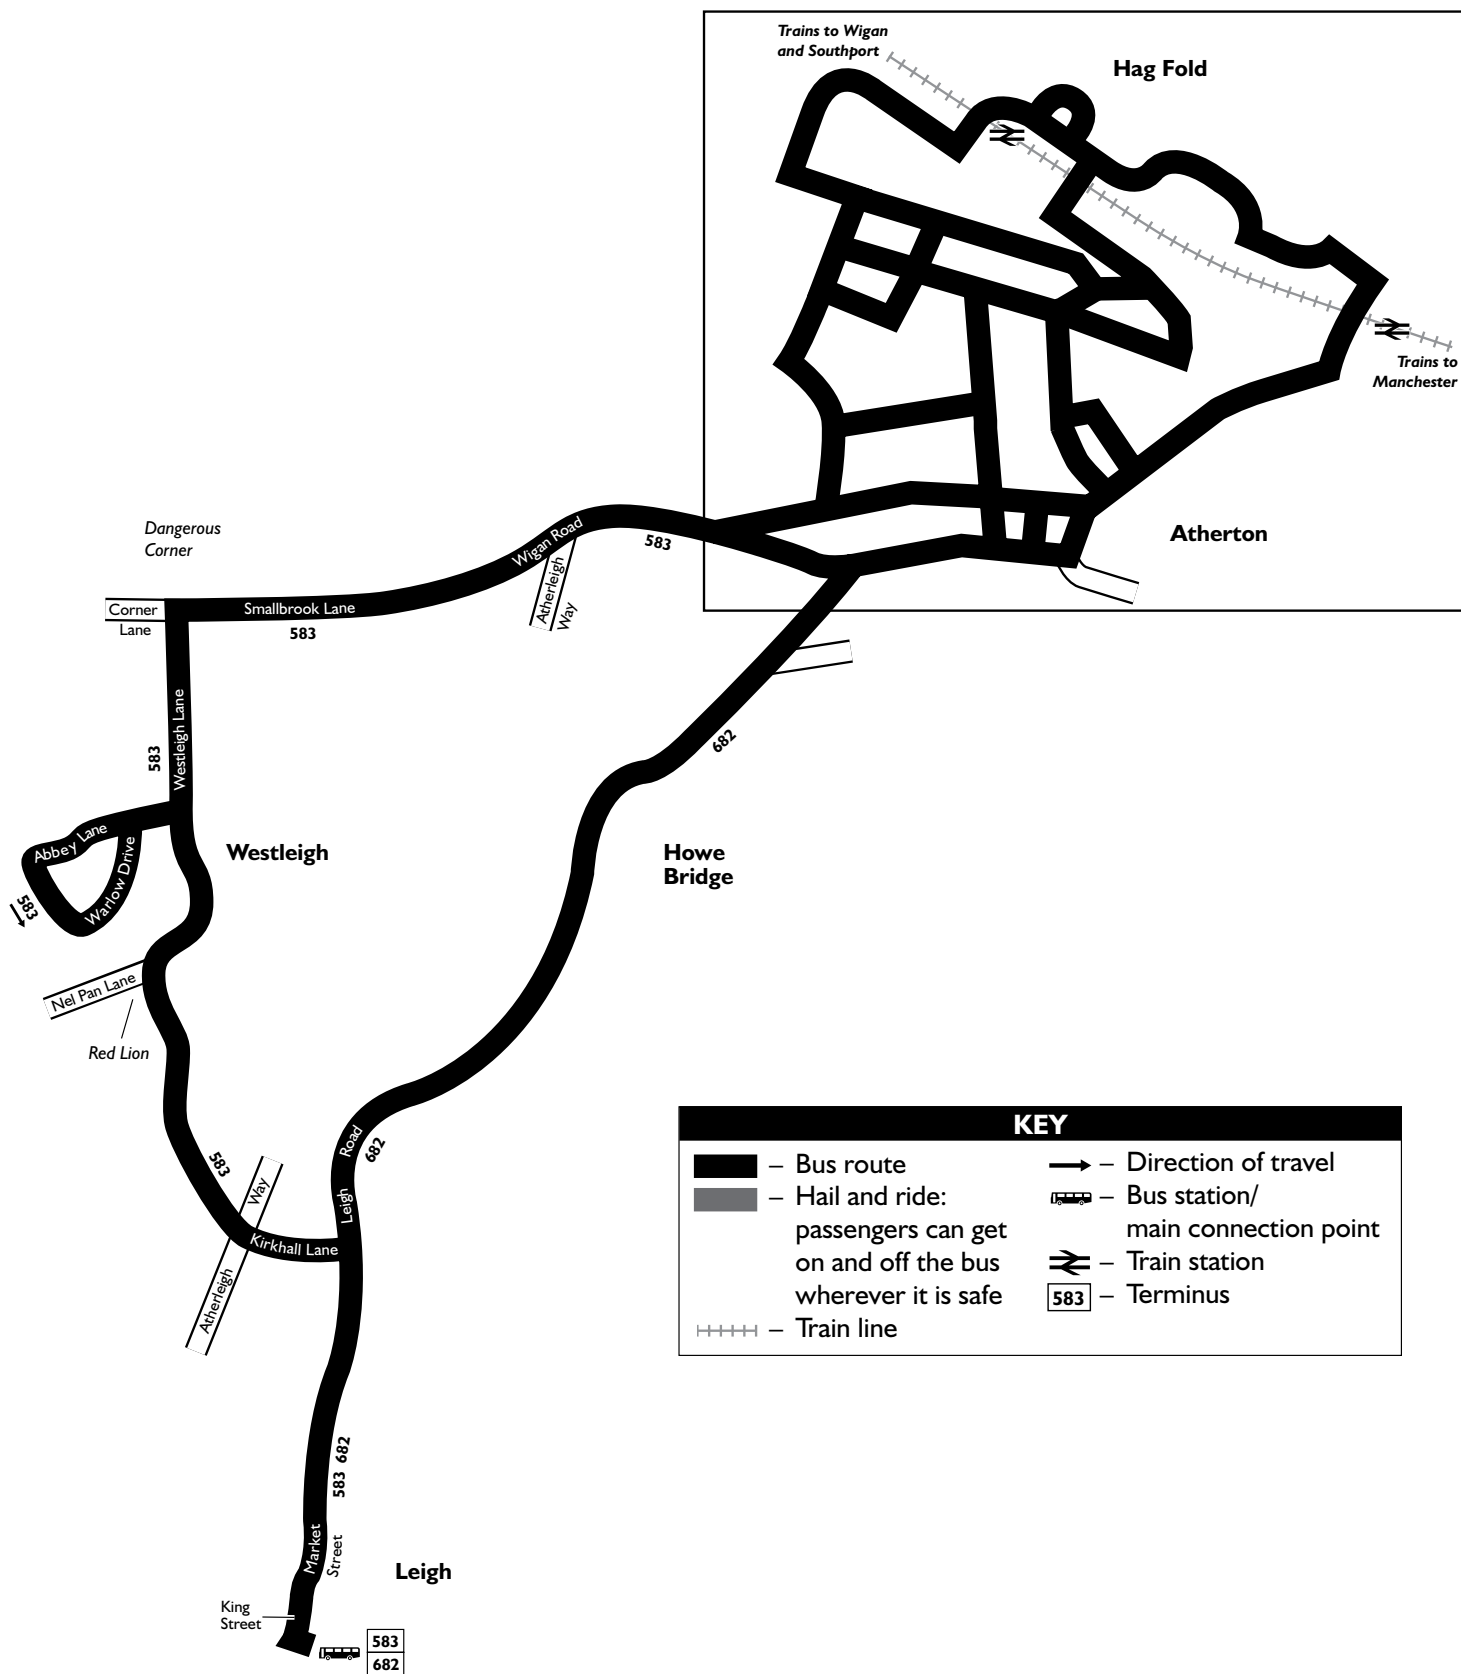 Trains to Wigan
and Southport
Hag Fold
Trains to
Manchester
Atherton
Dangerous
Corner
Wigan Road
583
Atherleigh
Way
Corner
Lane
Smallbrook Lane
583
Westleigh Lane
583
682
Abbey Lane
Warlow Drive
583
Westleigh
Howe
Bridge
Nel Pan Lane
Red Lion
583
Atherleigh Way
Kirkhall Lane
Leigh Road
682
KEY
– Bus route
– Hail and ride:
passengers can get
on and off the bus
wherever it is safe
– Train line
– Direction of travel
– Bus station/
main connection point
– Train station
583 – Terminus
583 682
Market
Street
Leigh
King
Street
583
682